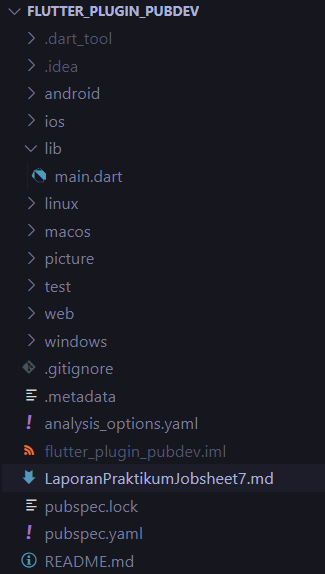 FLUTTER_PLUGIN_PUBDEV
.dart_tool
.idea
android
ios
lib
main.dart
linux
macos
picture
test
web
windows
.gitignore
.metadata
analysis_options.yaml
flutter_plugin_pubdev.iml
LaporanPraktikumJobsheet7.md
pubspec.lock
pubspec.yaml
README.md